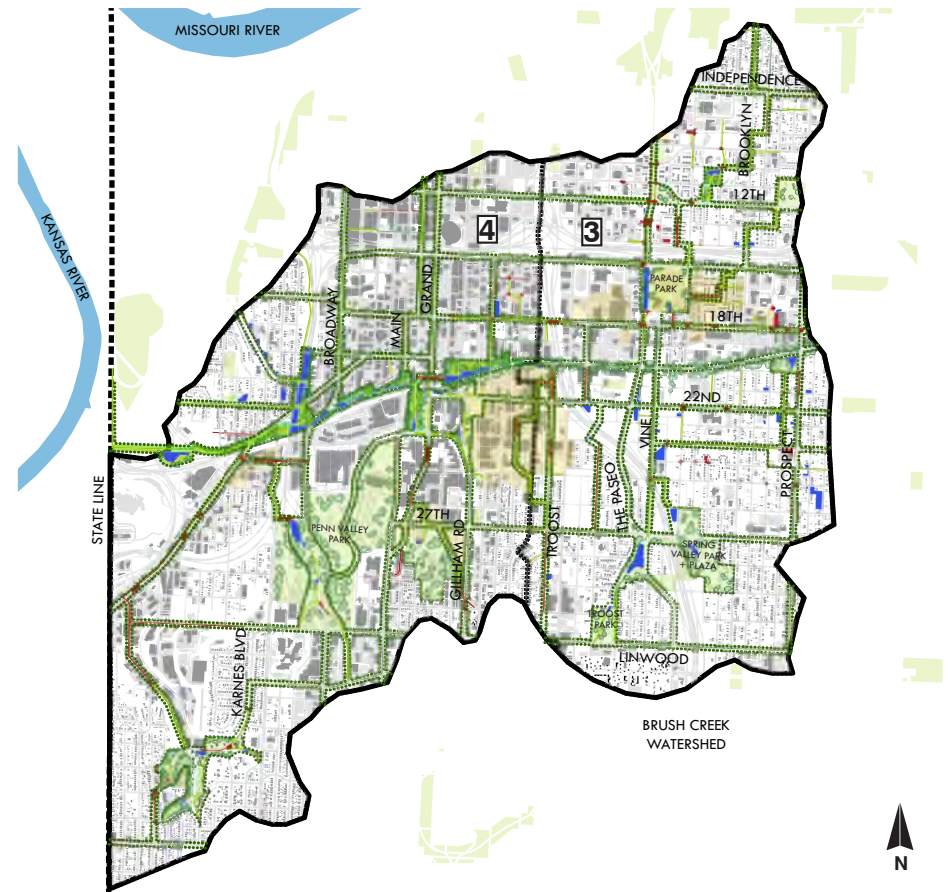 MISSOURI RIVER
INDEPENDENCE
BROOKLYN
12TH
KANSAS RIVER
4
3
GRAND
PARADE
PARK
BROADWAY
MAIN
18TH
22ND
VINE
PROSPECT
THE PASEO
STATE LINE
27TH
TROOST
PENN VALLEY
PARK
GILLHAM RD
SPRING
VALLEY PARK
+ PLAZA
TROOST
PARK
KARNES BLVD
LINWOOD
BRUSH CREEK
WATERSHED
N